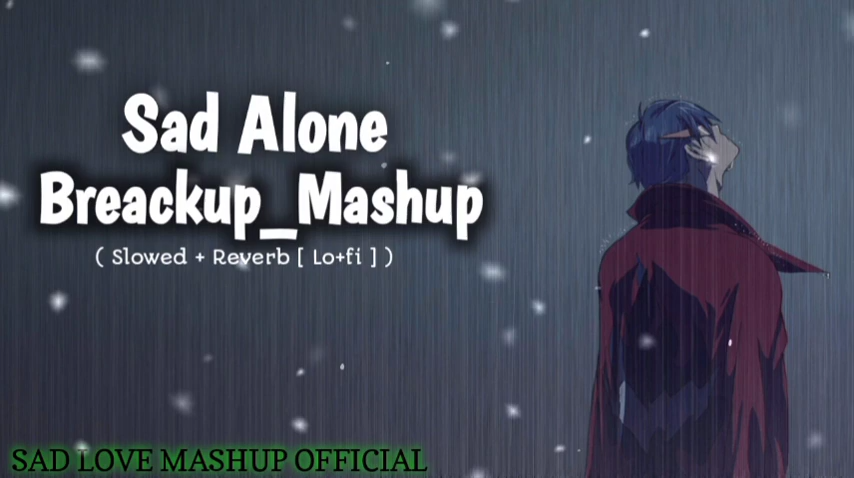 Sad Alone
Breackup_Mashup
( Slowed + Reverb [ Lo+fi ] )
SAD LOVE MASHUP OFFICIAL